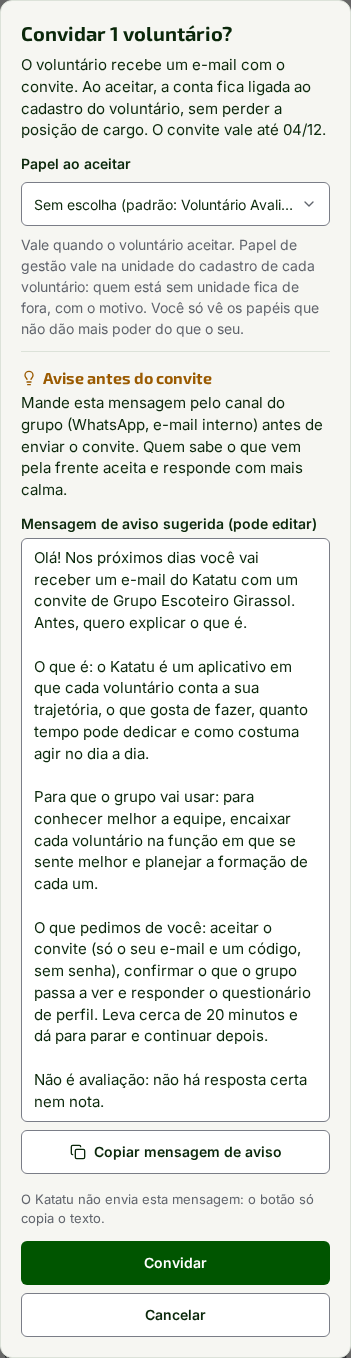 Convidar 1 voluntário?
O voluntário recebe um e-mail com o
convite. Ao aceitar, a conta fica ligada ao
cadastro do voluntário, sem perder a
posição de cargo. O convite vale até 04/12.
Papel ao aceitar
Sem escolha (padrão: Voluntário Avali...
Vale quando o voluntário aceitar. Papel de
gestão vale na unidade do cadastro de cada
voluntário: quem está sem unidade fica de
fora, com o motivo. Você só vê os papéis que
não dão mais poder do que o seu.
Avise antes do convite
Mande esta mensagem pelo canal do
grupo (WhatsApp, e-mail interno) antes de
enviar o convite. Quem sabe o que vem
pela frente aceita e responde com mais
calma.
Mensagem de aviso sugerida (pode editar)
Olá! Nos próximos dias você vai
receber um e-mail do Katatu com um
convite de Grupo Escoteiro Girassol.
Antes, quero explicar o que é.
O que é: o Katatu é um aplicativo em
que cada voluntário conta a sua
trajetória, o que gosta de fazer, quanto
tempo pode dedicar e como costuma
agir no dia a dia.
Para que o grupo vai usar: para
conhecer melhor a equipe, encaixar
cada voluntário na função em que se
sente melhor e planejar a formação de
cada um.
O que pedimos de você: aceitar o
convite (só o seu e-mail e um código,
sem senha), confirmar o que o grupo
passa a ver e responder o questionário
de perfil. Leva cerca de 20 minutos e
dá para parar e continuar depois.
Não é avaliação: não há resposta certa
nem nota.
Copiar mensagem de aviso
O Katatu não envia esta mensagem: o botão só
copia o texto.
Convidar
Cancelar